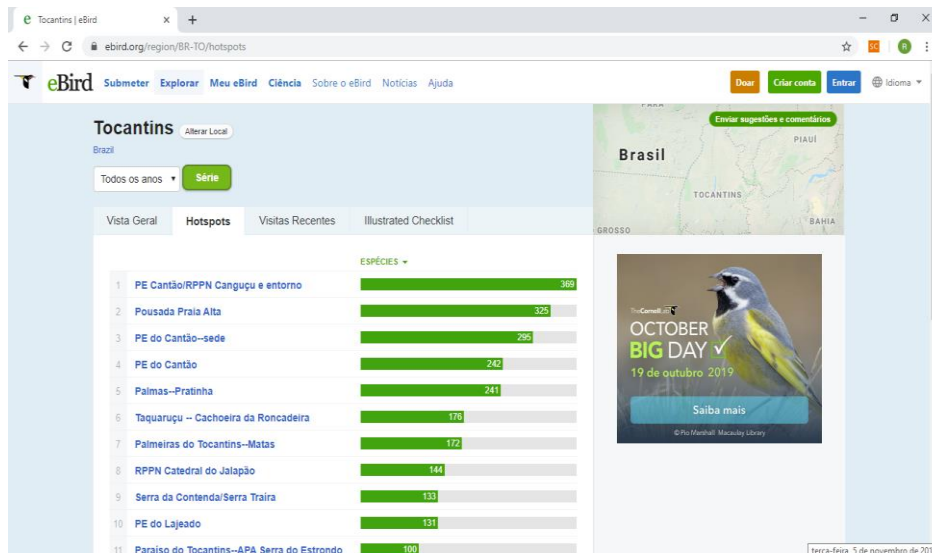 Tocantins | eBird
ebird.org/region/BR-TO/hotspots
SC
R
eBird Submeter Explorar Meu eBird Ciência Sobre o eBird Notícias Ajuda
Doar Criar conta Entrar Idioma
Tocantins Alterar Local
Brazil
Todos os anos Série
Vista Geral Hotspots Visitas Recentes Illustrated Checklist
ESPÉCIES
1 PE Cantão/RPPN Canguçu e entorno 369
2 Pousada Praia Alta 325
3 PE do Cantão--sede 295
4 PE do Cantão 242
5 Palmas--Pratinha 241
6 Taquaruçu -- Cachoeira da Roncadeira 176
7 Palmeiras do Tocantins--Matas 172
8 RPPN Catedral do Jalapão 144
9 Serra da Contenda/Serra Traíra 133
10 PE do Lajeado 131
11 Paraíso do Tocantins--APA Serra do Estrondo 100
Enviar sugestões e comentários
PIAUÍ
Brasil
TOCANTINS
BAHIA
GROSSO
TheCornellLab
OCTOBER
BIG DAY
19 de outubro 2019
Saiba mais
© Pio Marshall Macaulay Library
terça-feira, 5 de novembro de 201